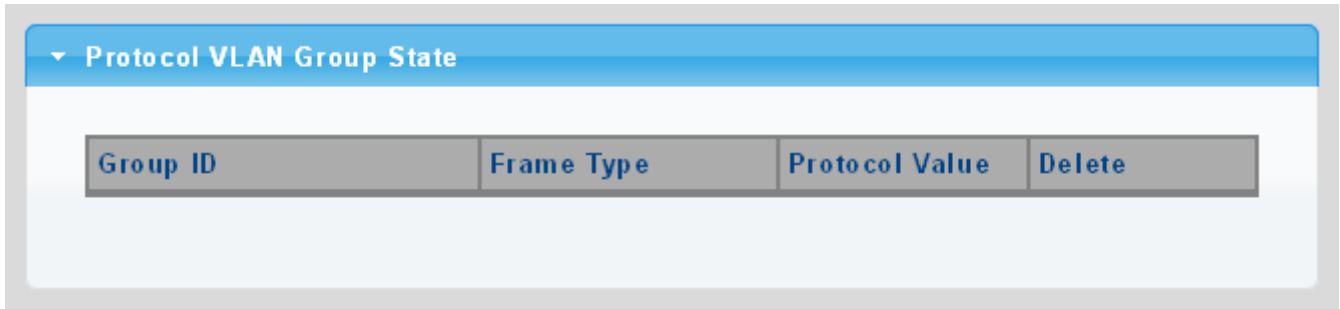 Protocol VLAN Group State
Group ID Frame Type Protocol Value Delete